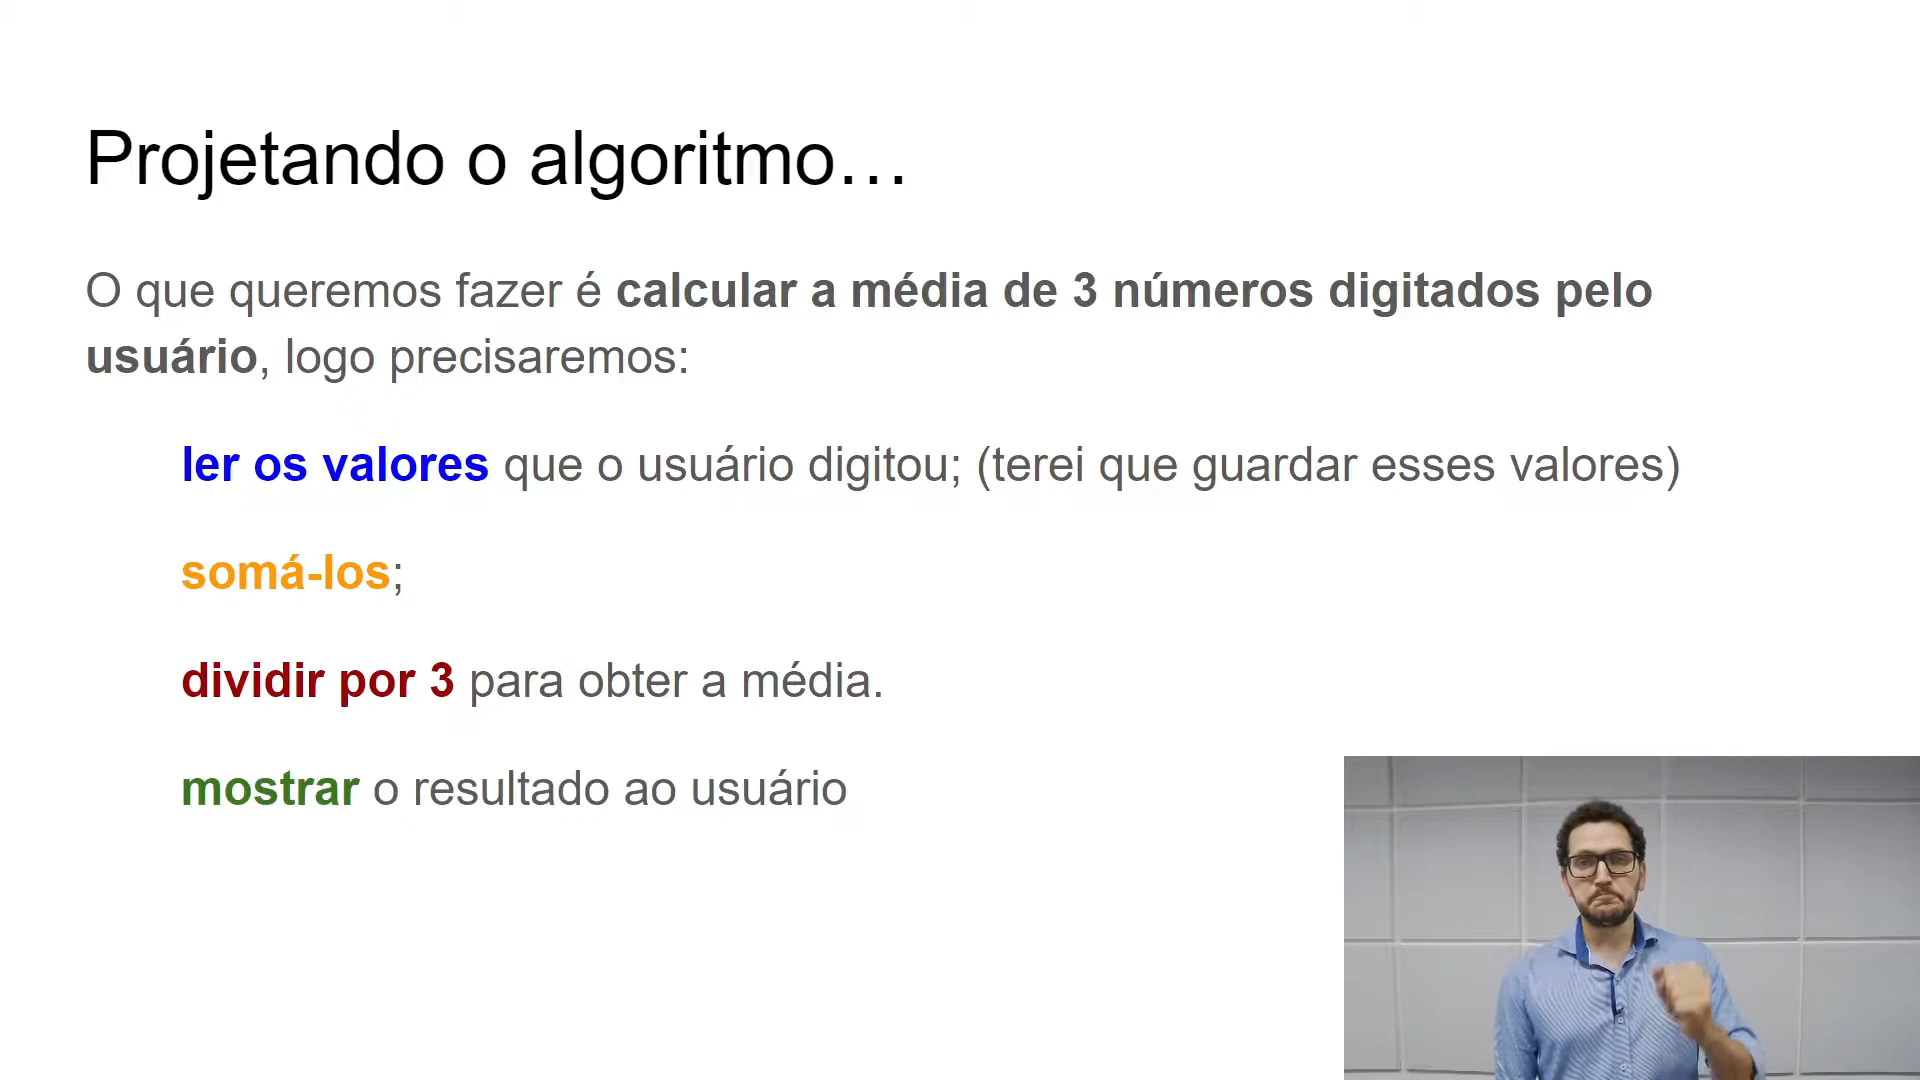 Projetando o algoritmo…
O que queremos fazer é calcular a média de 3 números digitados pelo
usuário, logo precisaremos:
ler os valores que o usuário digitou; (terei que guardar esses valores)
somá-los;
dividir por 3 para obter a média.
mostrar o resultado ao usuário